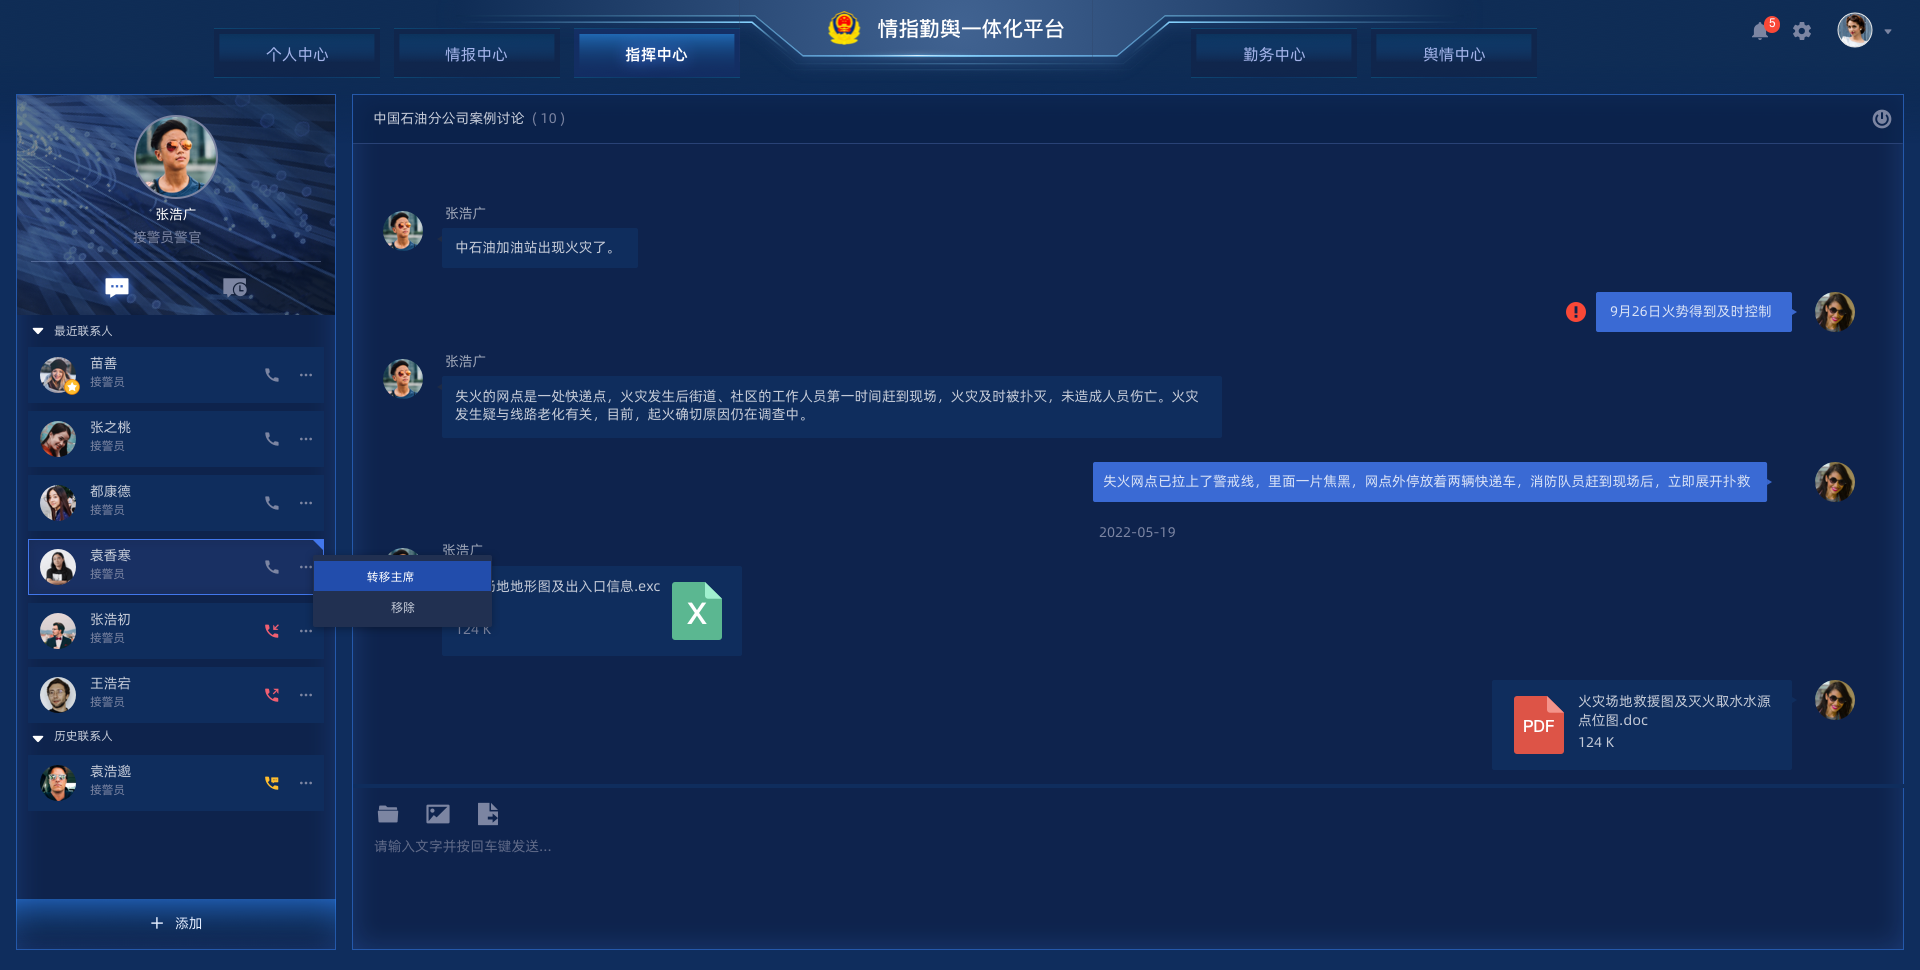 情指勤舆一体化平台
5
个人中心
情报中心
指挥中心
勤务中心
舆情中心
张浩广
接警员警官
最近联系人
苗善
接警员
张之桃
接警员
都康德
接警员
袁香寒
接警员
张浩初
接警员
王浩宕
接警员
历史联系人
袁浩邈
接警员
添加
转移主席
移除
中国石油分公司案例讨论 ( 10 )
张浩广
中石油加油站出现火灾了。
9月26日火势得到及时控制
张浩广
失火的网点是一处快递点，火灾发生后街道、社区的工作人员第一时间赶到现场，火灾及时被扑灭，未造成人员伤亡。火灾
发生疑与线路老化有关，目前，起火确切原因仍在调查中。
失火网点已拉上了警戒线，里面一片焦黑，网点外停放着两辆快递车，消防队员赶到现场后，立即展开扑救
2022-05-19
张浩广
地地形图及出入口信息.exc
124 K
X
PDF
火灾场地救援图及灭火取水水源
点位图.doc
124 K
请输入文字并按回车键发送...